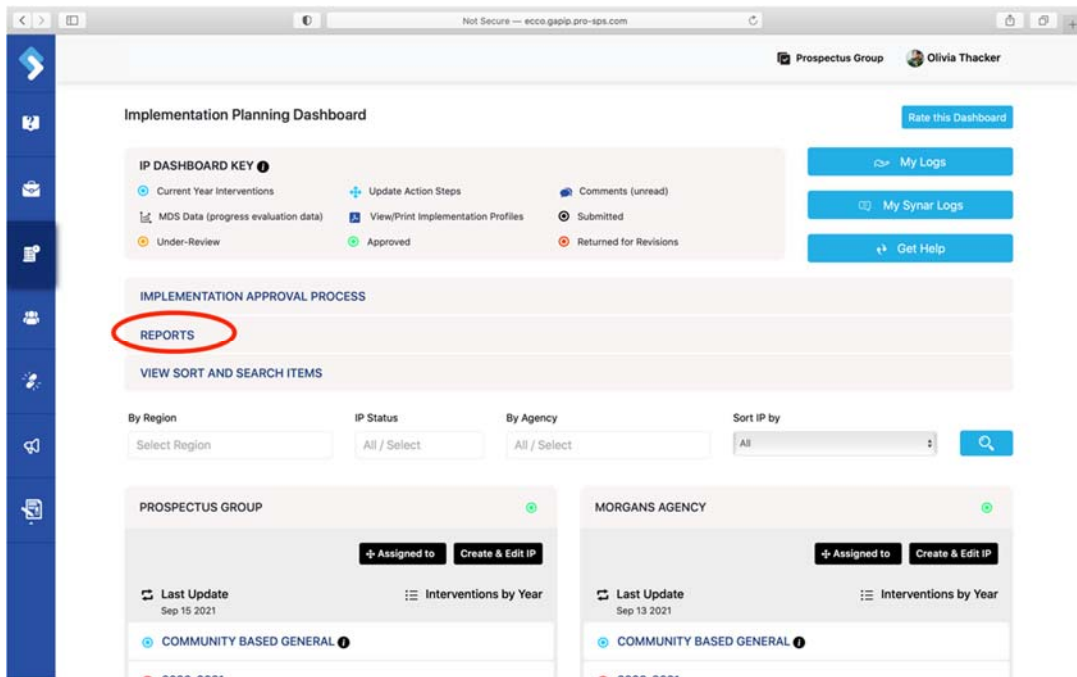 Not Secure — ecco.gapip.pro-sps.com
Prospectus Group
Olivia Thacker
Implementation Planning Dashboard
Rate this Dashboard
IP DASHBOARD KEY
Current Year Interventions
Update Action Steps
Comments (unread)
MDS Data (progress evaluation data)
View/Print Implementation Profiles
Submitted
Under-Review
Approved
Returned for Revisions
My Logs
My Synar Logs
Get Help
IMPLEMENTATION APPROVAL PROCESS
REPORTS
VIEW SORT AND SEARCH ITEMS
By Region
IP Status
By Agency
Sort IP by
Select Region
All / Select
All / Select
All
PROSPECTUS GROUP
Assigned to
Create & Edit IP
Last Update
Interventions by Year
Sep 15 2021
COMMUNITY BASED GENERAL
MORGANS AGENCY
Assigned to
Create & Edit IP
Last Update
Interventions by Year
Sep 13 2021
COMMUNITY BASED GENERAL